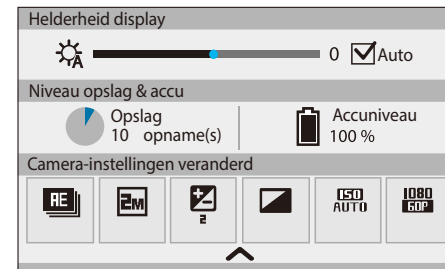 Helderheid display
A 0 Auto
Niveau opslag & accu
Opslag
10 opname(s)
Accuniveau
100 %
Camera-instellingen veranderd
AE 2M 2 ISO AUTO 1080 60P